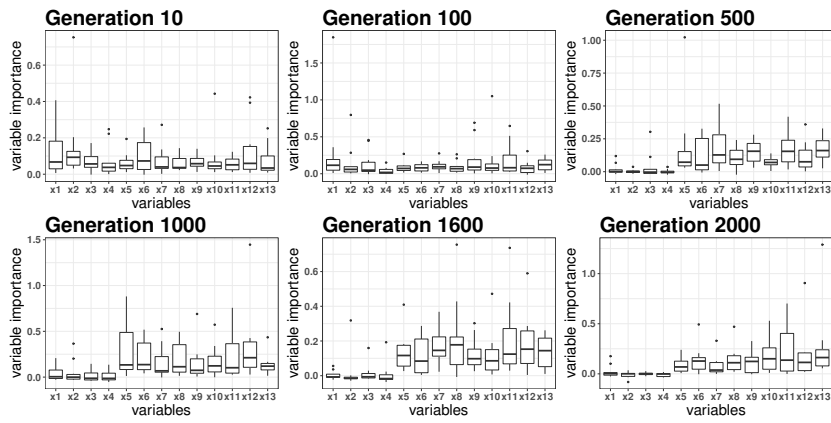 Generation 10
Generation 100
Generation 500
variable importance
0.6
0.4
0.2
0.0
x1 x2 x3 x4 x5 x6 x7 x8 x9 x10 x11 x12 x13
variables
variable importance
1.5
1.0
0.5
0.0
x1 x2 x3 x4 x5 x6 x7 x8 x9 x10 x11 x12 x13
variables
variable importance
1.00
0.75
0.50
0.25
0.00
x1 x2 x3 x4 x5 x6 x7 x8 x9 x10 x11 x12 x13
variables
Generation 1000
Generation 1600
Generation 2000
variable importance
1.5
1.0
0.5
0.0
x1 x2 x3 x4 x5 x6 x7 x8 x9 x10 x11 x12 x13
variables
variable importance
0.6
0.4
0.2
0.0
x1 x2 x3 x4 x5 x6 x7 x8 x9 x10 x11 x12 x13
variables
variable importance
1.0
0.5
0.0
x1 x2 x3 x4 x5 x6 x7 x8 x9 x10 x11 x12 x13
variables